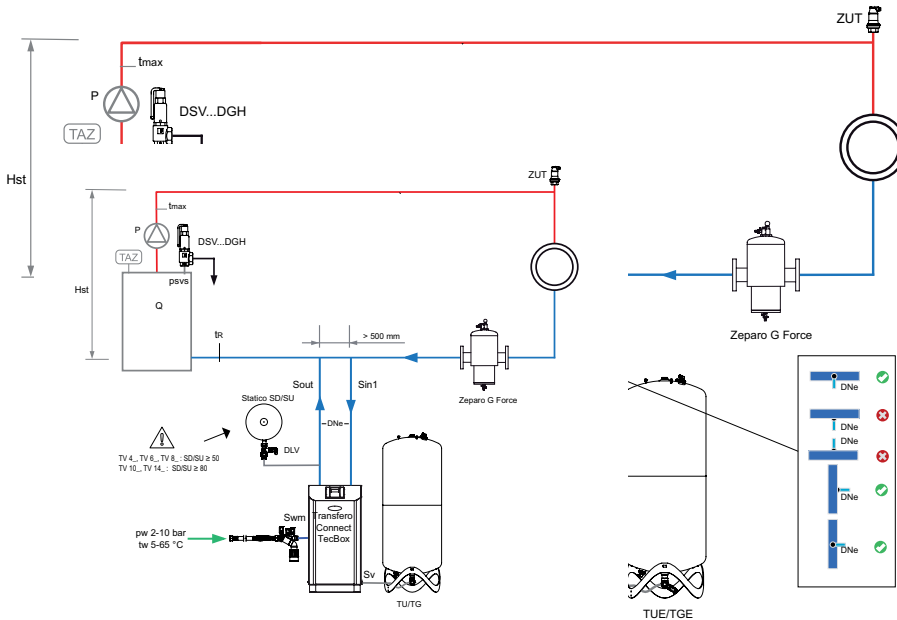 ZUT
tmax
P
DSV...DGH
TAZ
Hst
ZUT
tmax
P
DSV...DGH
TAZ
psvs
Hst
Q
Zeparo G Force
tR
> 500 mm
Zeparo G Force
Sout
Sin1
Statico SD/SU
DNe
DLV
TV 4_, TV 6_, TV 8_ : SD/SU ≥ 50
TV 10_, TV 14_ : SD/SU ≥ 80
Swm
Transfero
Connect
TecBox
pw 2-10 bar
tw 5-65 °C
Sv
TU/TG
TUE/TGE
DNe
DNe
DNe
DNe
DNe